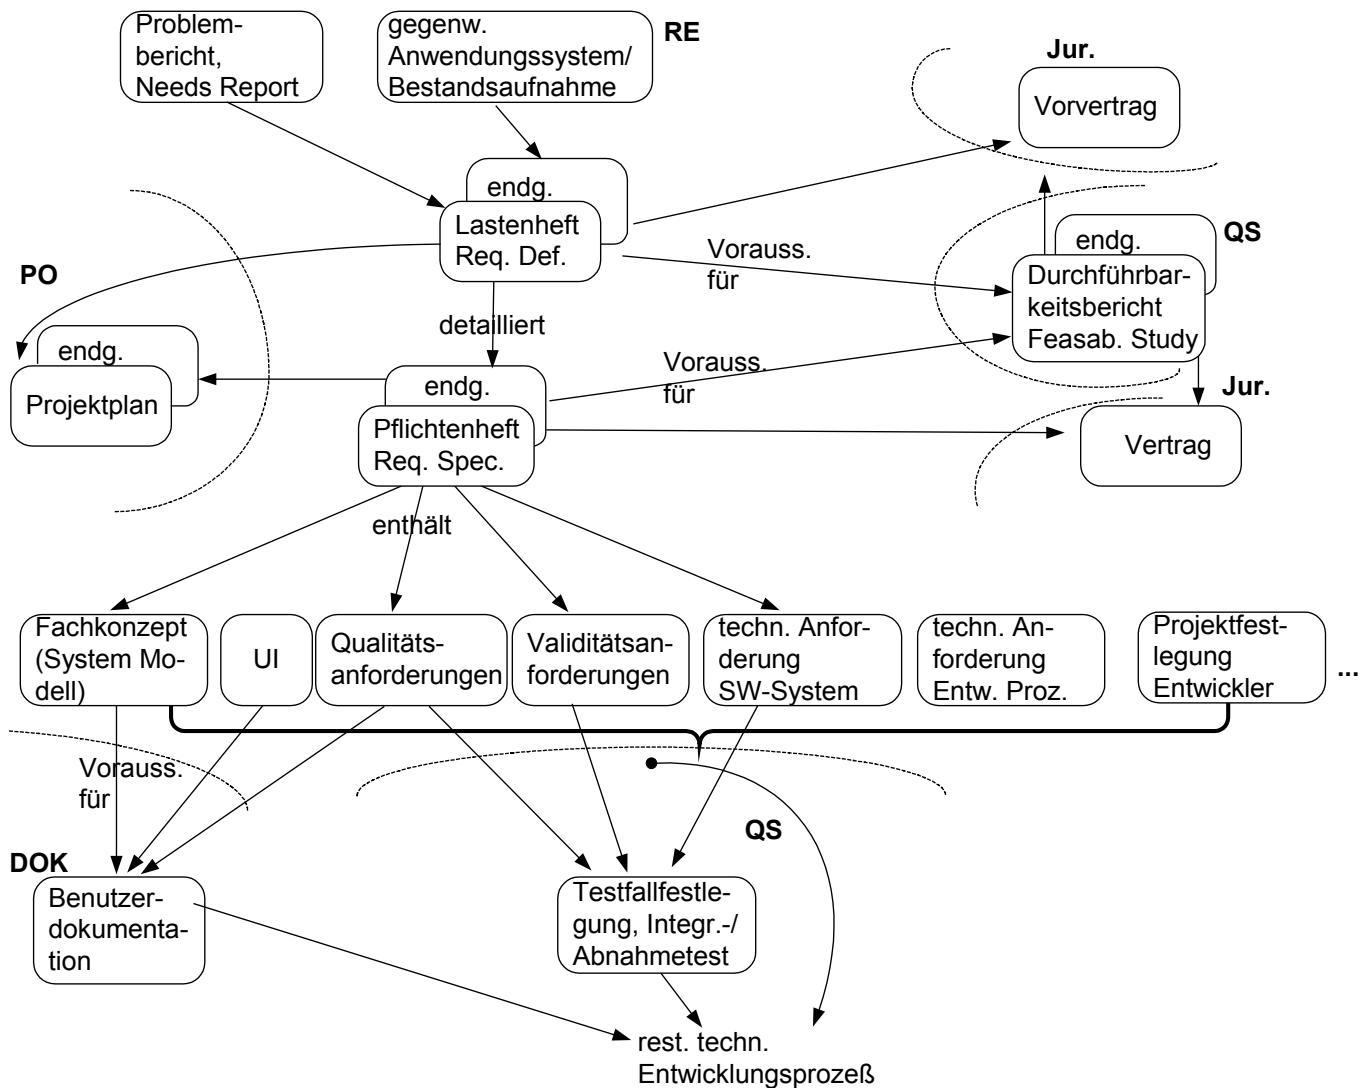 Problem-
bericht,
Needs Report
gegenw.
Anwendungssystem/
Bestandsaufnahme
RE
Jur.
Vorvertrag
endg.
Lastenheft
Req. Def.
Vorauss.
für
endg.
QS
Durchführbar-
keitsbericht
Feasab. Study
PO
endg.
Projektplan
detailliert
Vorauss.
für
endg.
Pflichtenheft
Req. Spec.
Jur.
Vertrag
enthält
Fachkonzept
(System Mo-
dell)
UI
Qualitäts-
anforderungen
Validitätsan-
forderungen
techn. Anfor-
derung
SW-System
techn. An-
forderung
Entw. Proz.
Projektfest-
legung
Entwickler
...
Vorauss.
für
QS
DOK
Benutzer-
dokumenta-
tion
Testfallfestle-
gung, Integr.-/
Abnahmetest
rest. techn.
Entwicklungsprozeß